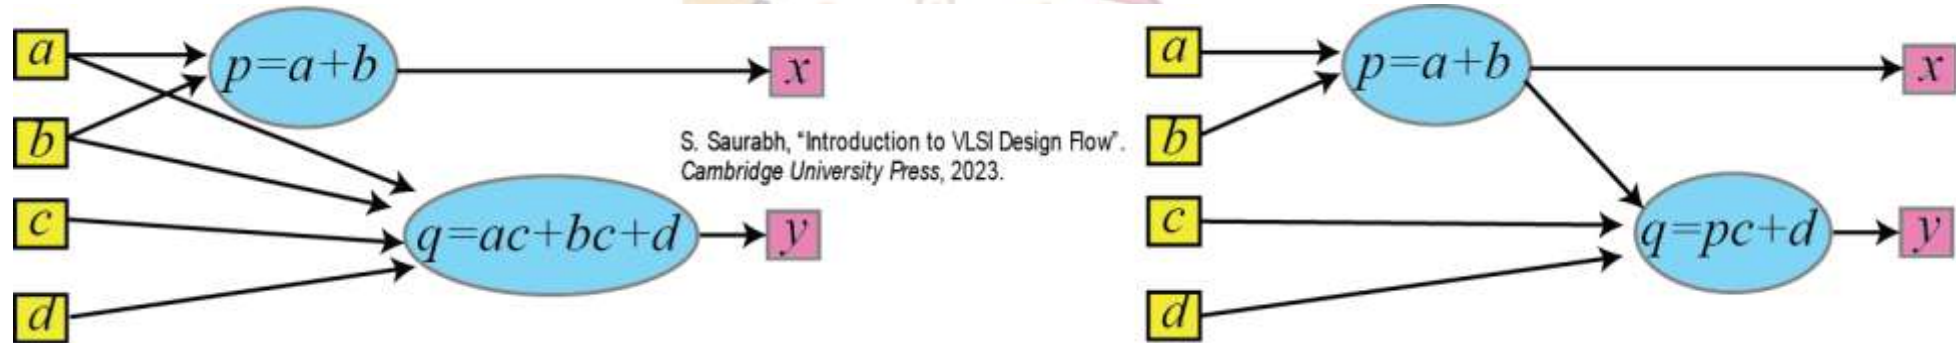 a
b
c
d
p=a+b
q=ac+bc+d
x
y
S. Saurabh, "Introduction to VLSI Design Flow".
Cambridge University Press, 2023.
a
b
c
d
p=a+b
q=pc+d
x
y